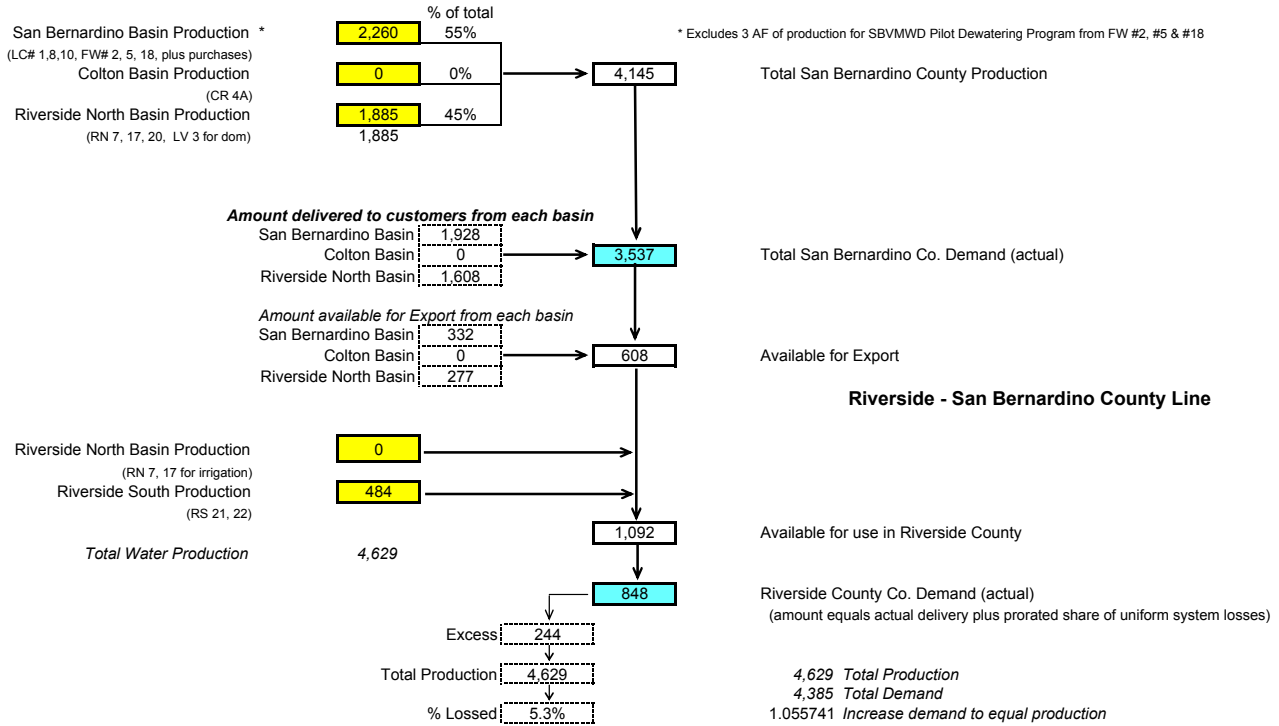 % of total
San Bernardino Basin Production * 2,260 55% * Excludes 3 AF of production for SBVMWD Pilot Dewatering Program from FW #2, #5 & #18
(LC# 1,8,10, FW# 2, 5, 18, plus purchases)
Colton Basin Production 0 0% 4,145 Total San Bernardino County Production
(CR 4A)
Riverside North Basin Production 1,885 45%
(RN 7, 17, 20, LV 3 for dom) 1,885
Amount delivered to customers from each basin
San Bernardino Basin 1,928
Colton Basin 0 3,537 Total San Bernardino Co. Demand (actual)
Riverside North Basin 1,608
Amount available for Export from each basin
San Bernardino Basin 332
Colton Basin 0 608 Available for Export
Riverside North Basin 277
Riverside - San Bernardino County Line
Riverside North Basin Production 0
(RN 7, 17 for irrigation)
Riverside South Production 484
(RS 21, 22)
1,092 Available for use in Riverside County
Total Water Production 4,629
848 Riverside County Co. Demand (actual)
(amount equals actual delivery plus prorated share of uniform system losses)
Excess 244
Total Production 4,629 4,629 Total Production
4,385 Total Demand
% Lossed 5.3% 1.055741 Increase demand to equal production